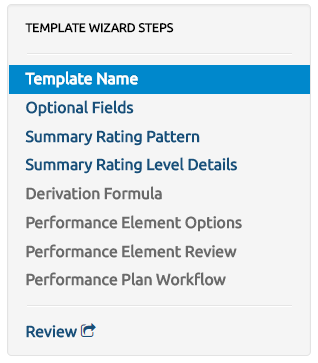 TEMPLATE WIZARD STEPS
Template Name
Optional Fields
Summary Rating Pattern
Summary Rating Level Details
Derivation Formula
Performance Element Options
Performance Element Review
Performance Plan Workflow
Review